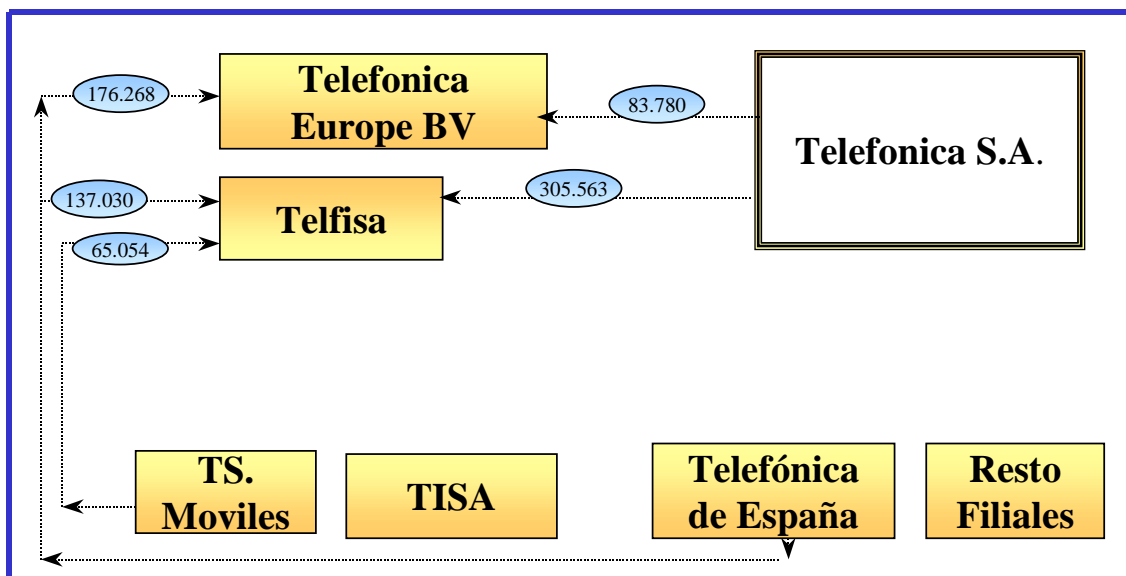 Telefonica
Europe BV
176.268
83.780
Telefonica S.A.
137.030
305.563
Telfisa
65.054
TS.
Moviles
TISA
Telefónica
de España
Resto
Filiales